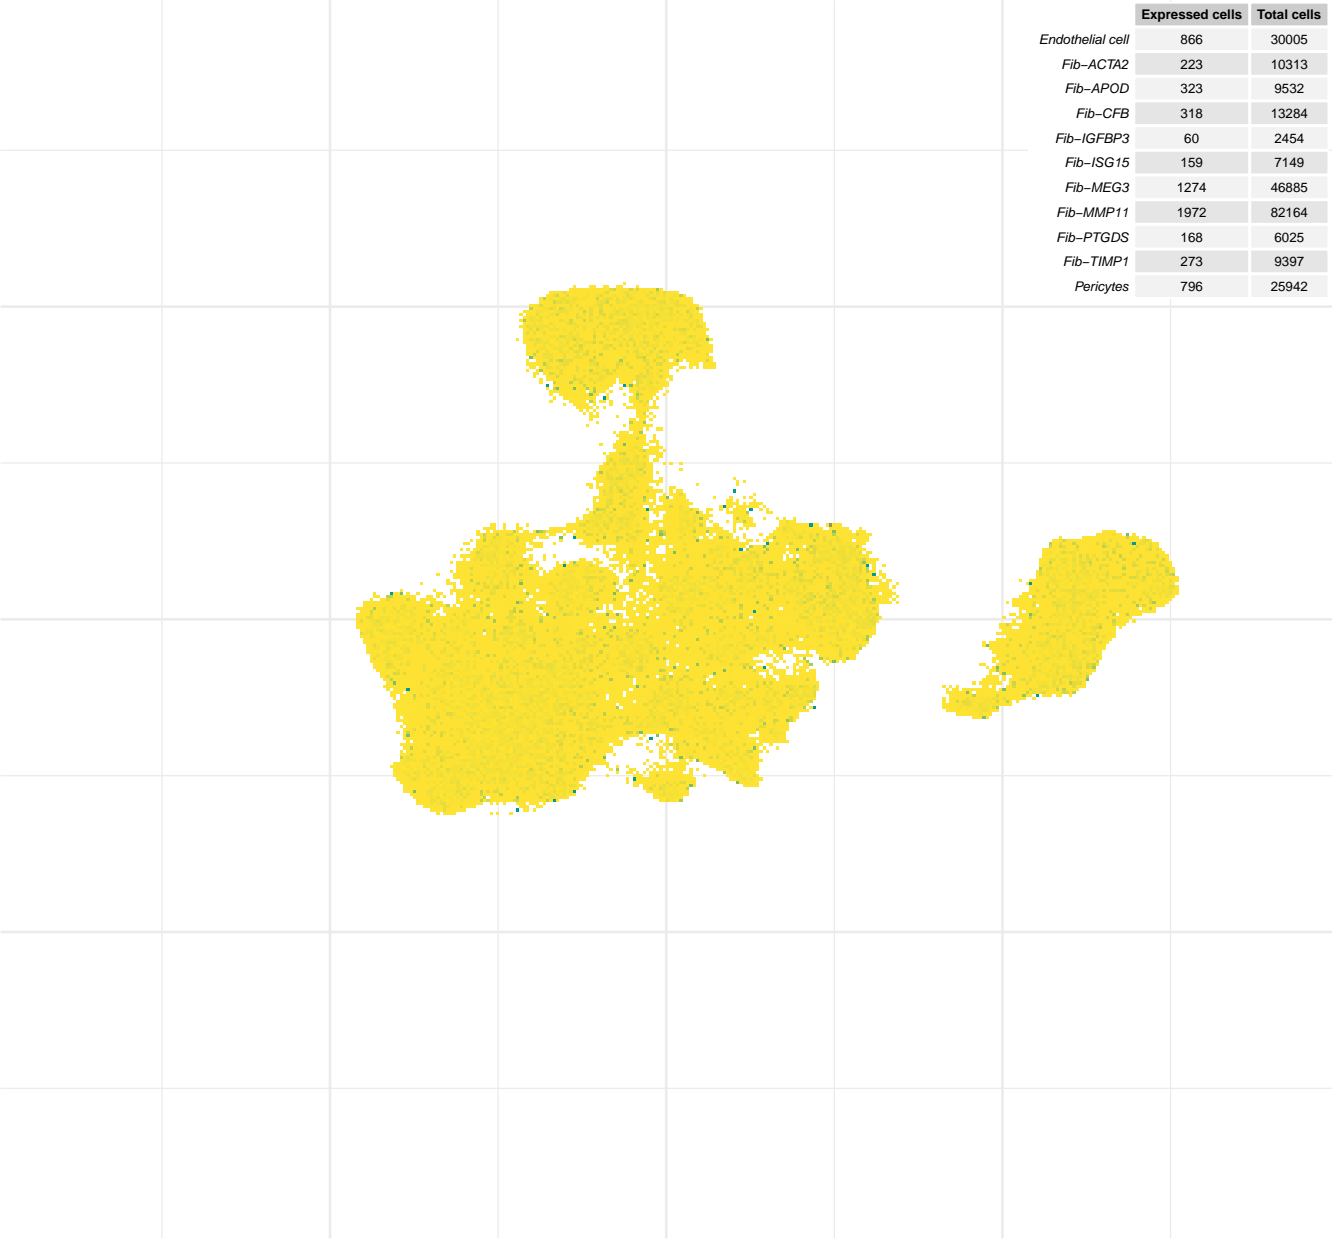 Expressed cells Total cells
Endothelial cell 866 30005
Fib−ACTA2 223 10313
Fib−APOD 323 9532
Fib−CFB 318 13284
Fib−IGFBP3 60 2454
Fib−ISG15 159 7149
Fib−MEG3 1274 46885
Fib−MMP11 1972 82164
Fib−PTGDS 168 6025
Fib−TIMP1 273 9397
Pericytes 796 25942